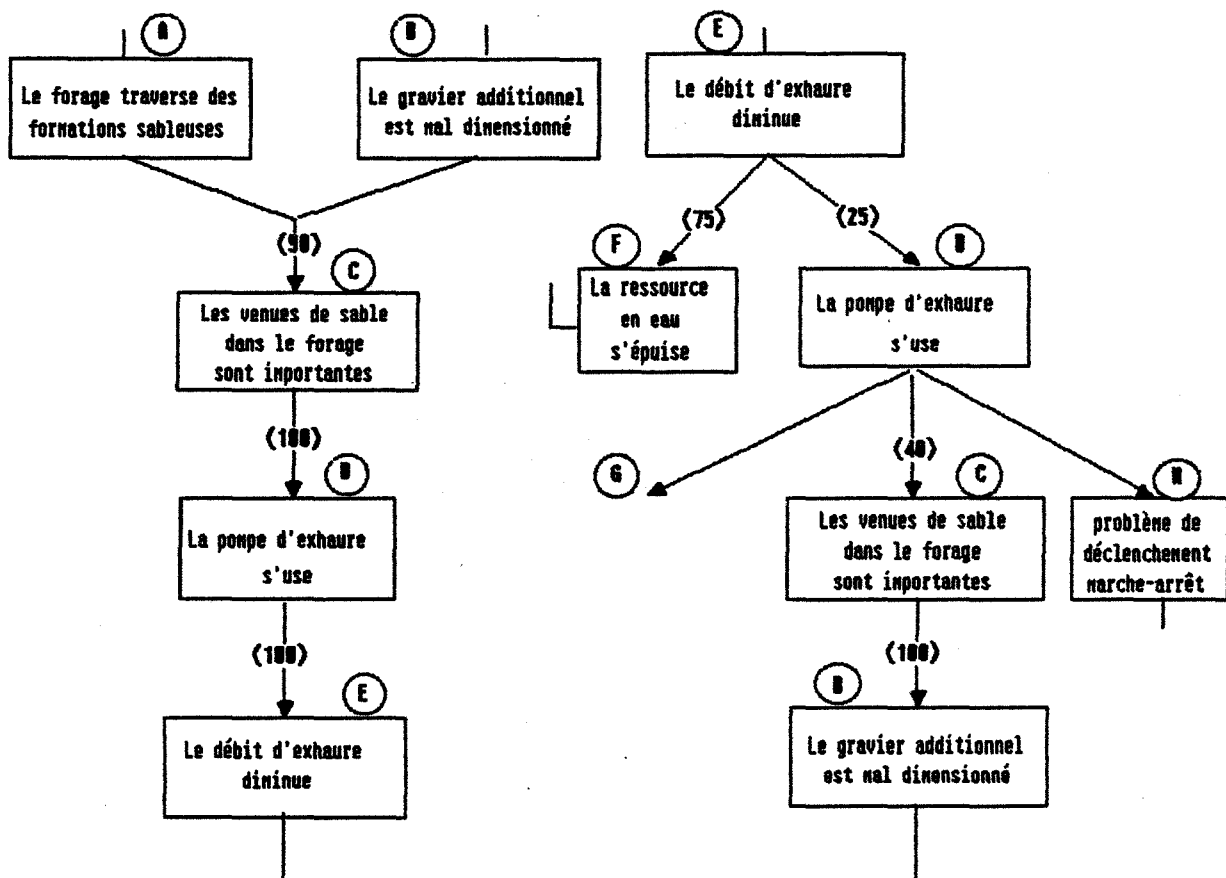 A
B
Le forage traverse des
formations sableuses
Le gravier additionnel
est mal dimensionné
(90)
C
Les venues de sable
dans le forage
sont importantes
(100)
D
La pompe d'exhaure
s'use
(100)
E
Le débit d'exhaure
diminue
E
Le débit d'exhaure
diminue
(75)
(25)
F
La ressource
en eau
s'épuise
D
La pompe d'exhaure
s'use
G
(40)
C
Les venues de sable
dans le forage
sont importantes
problème de
déclenchement
marche-arrêt
(100)
B
Le gravier additionnel
est mal dimensionné